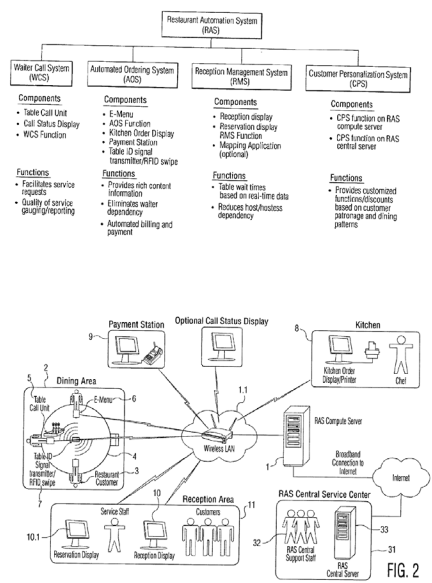 Restaurant Automation System
(RAS)
Waiter Call System
(WCS)
Automated Ordering System
(AOS)
Reception Management System
(RMS)
Customer Personalization System
(CPS)
Components
• Table Call Unit
• Call Status Display
• WCS Function
Functions
• Facilitates service
requests
• Quality of service
gauging/reporting
Components
• E-Menu
• AOS Function
• Kitchen Order Display
• Payment Station
• Table ID signal
transmitter/RFID swipe
Functions
• Provides rich content
information
• Eliminates waiter
dependency
• Automated billing and
payment
Components
• Reception display
• Reservation display
RMS Function
• Mapping Application
(optional)
Functions
• Table wait times
based on real-time data
• Reduces host/hostess
dependency
Components
• CPS function on RAS
compute server
• CPS function on RAS
central server
Functions
• Provides customized
functions/discounts
based on customer
patronage and dining
patterns
Payment Station
9
Optional Call Status Display
Kitchen
8
Kitchen Order
Display/Printer
Chef
2
Dining Area
5
Table
Call Unit
E-Menu
6
4
3
Table ID
Signal
transmitter/
RFID swipe
7
Restaurant
Customer
1.1
Wireless LAN
RAS Compute Server
1
Broadband
Connection to
Internet
Internet
Reception Area
11
Service Staff
10
Customers
10.1
Reservation Display
Reception Display
RAS Central Service Center
33
32
31
RAS Central
Support Staff
RAS
Central Server
FIG. 2